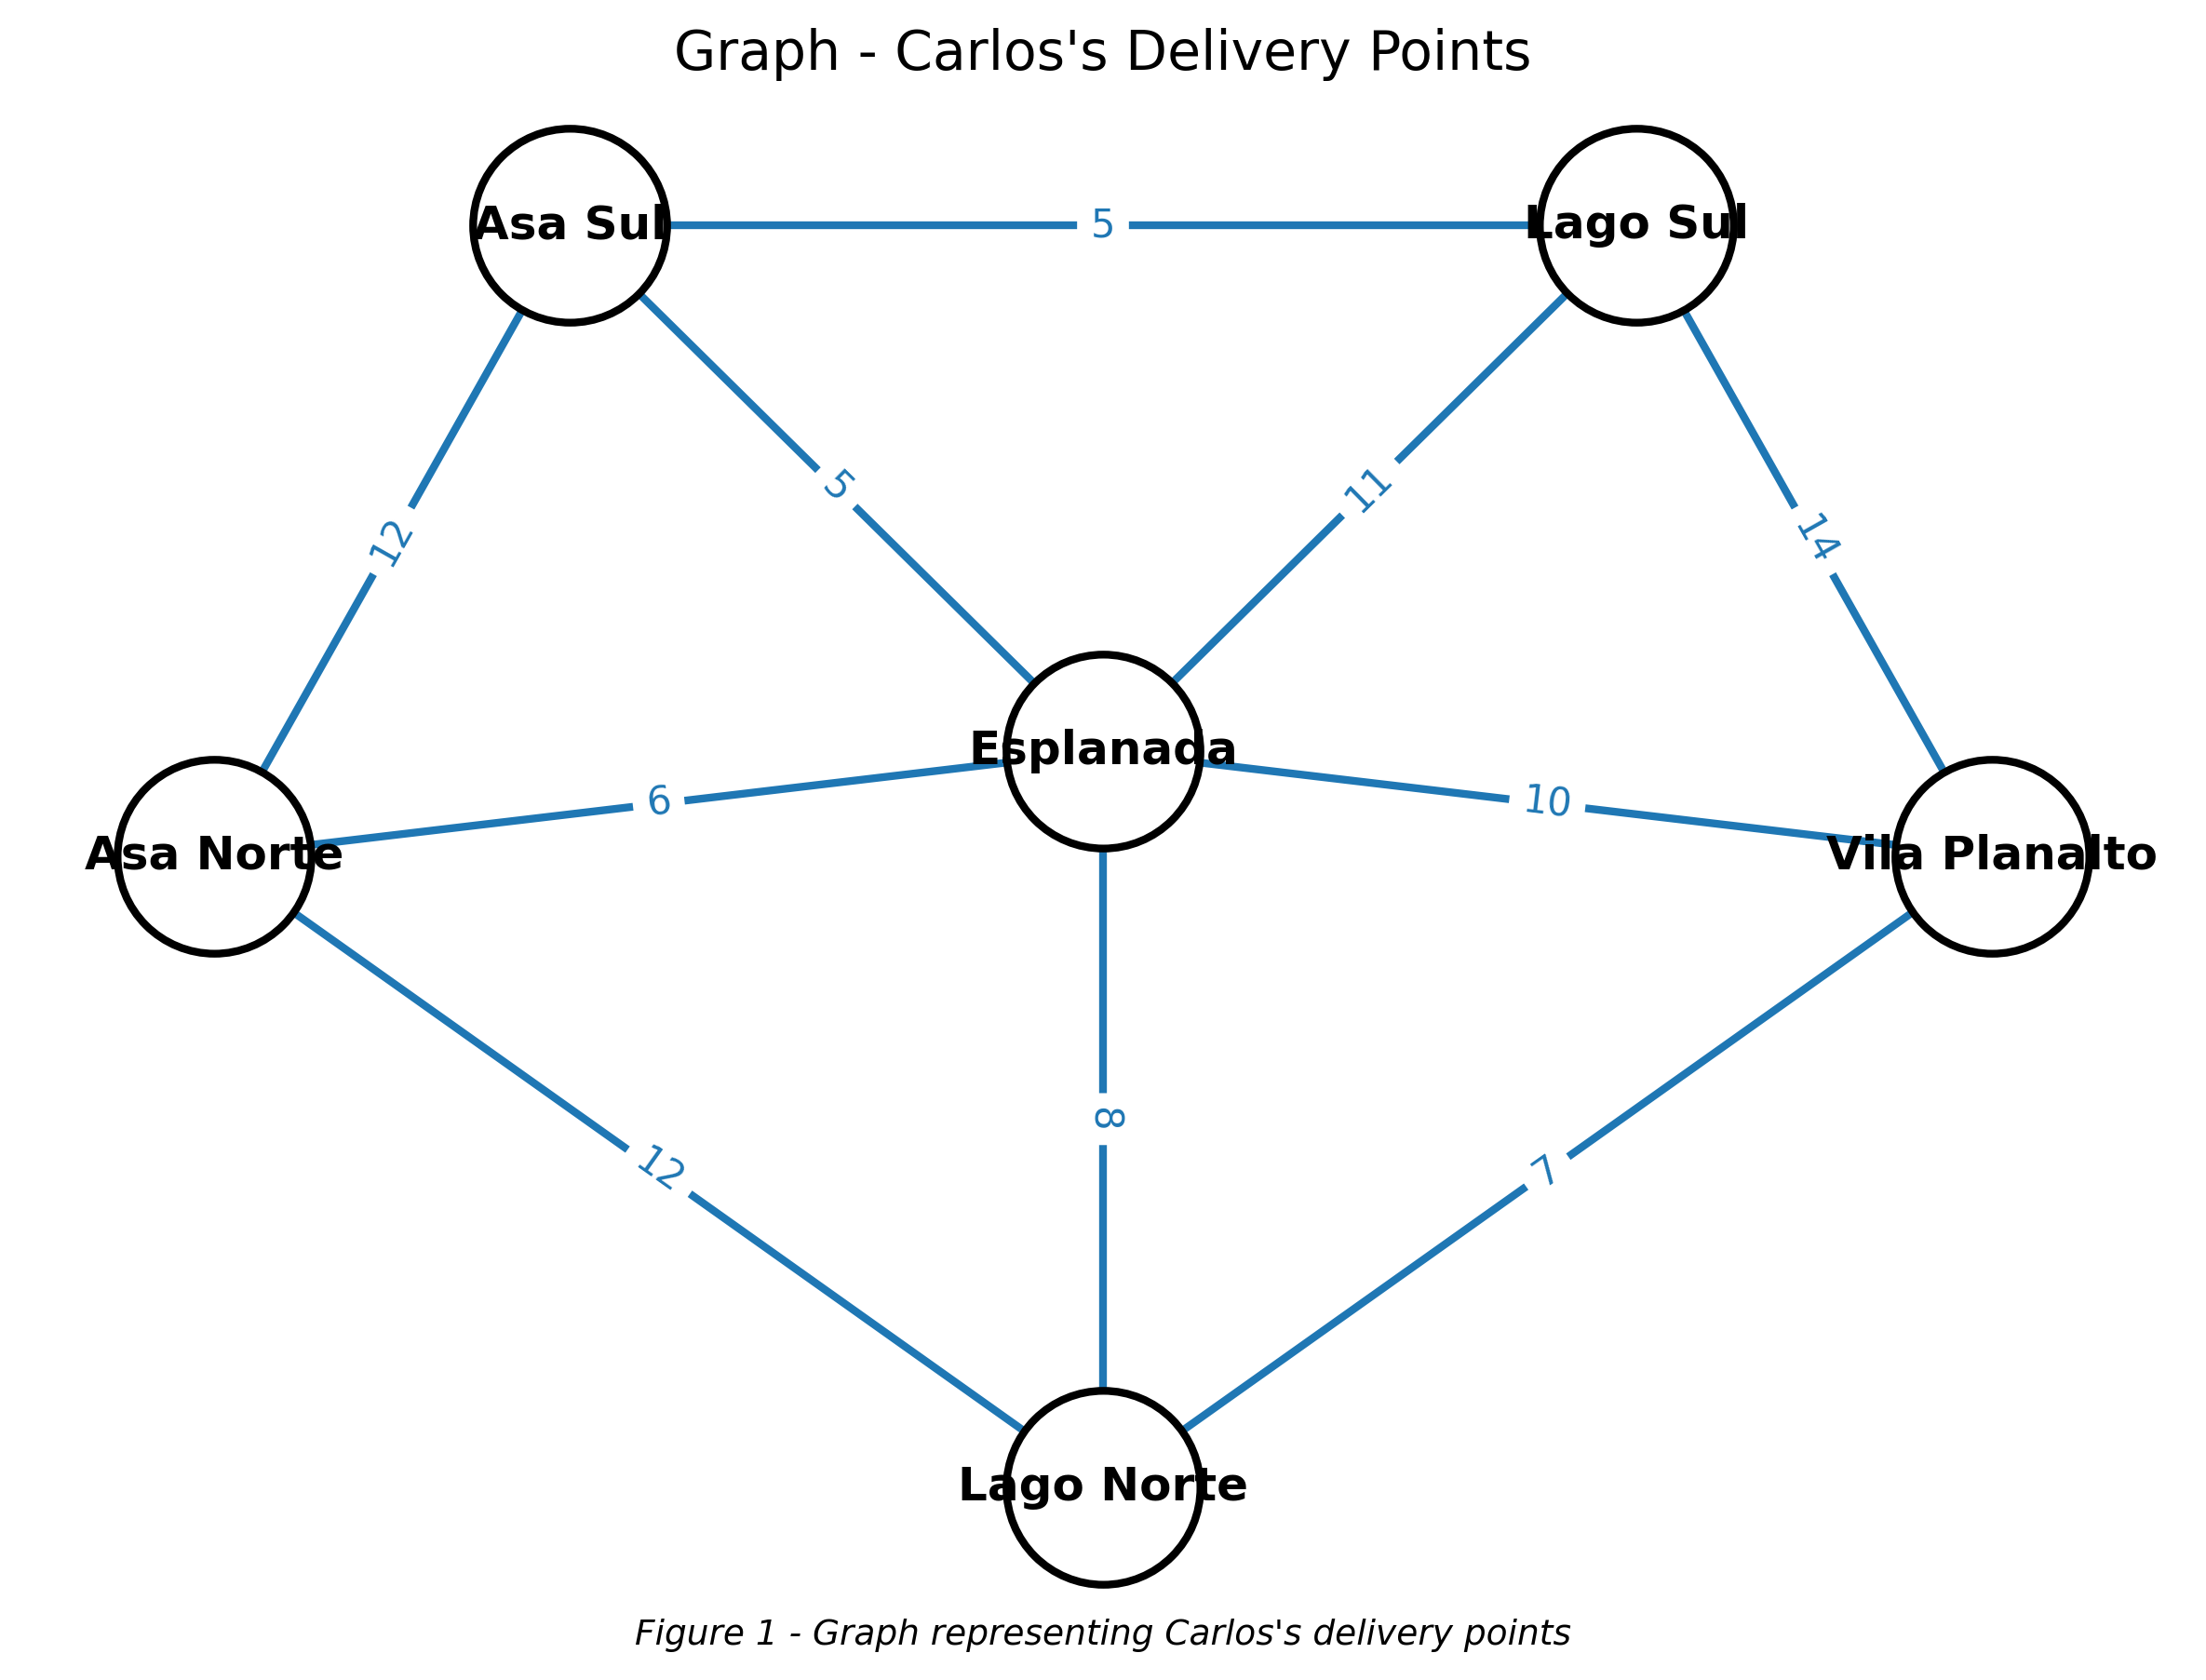 Graph - Carlos's Delivery Points
Asa Sul
5
Lago Sul
5
11
12
14
Esplanada
6
10
Asa Norte
Vila Planalto
8
12
7
Lago Norte
Figure 1 - Graph representing Carlos's delivery points